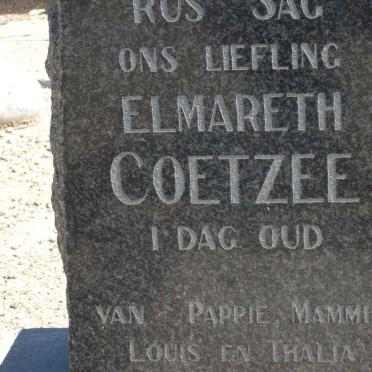 RUS SAG
ONS LIEFLING
ELMARETH
COETZEE
1 DAG OUD
VAN PAPPIE, MAMMI
LOUIS EN THALIA